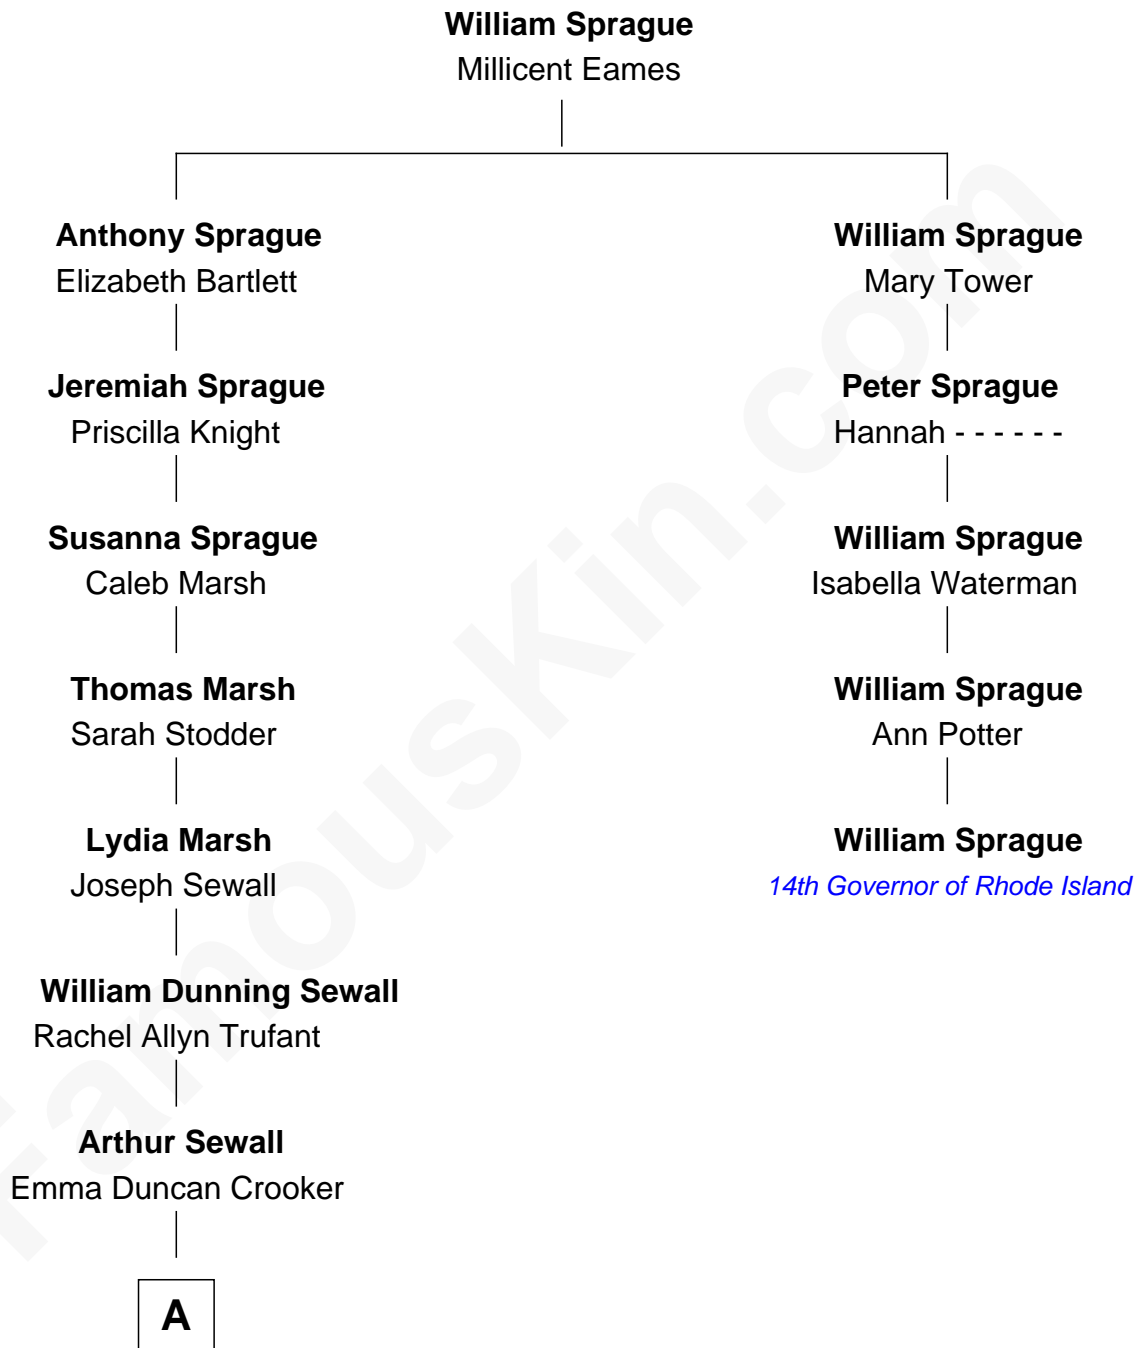 William Sprague
Millicent Eames
Anthony Sprague
Elizabeth Bartlett
William Sprague
Mary Tower
Jeremiah Sprague
Priscilla Knight
Peter Sprague
Hannah - - - - - -
Susanna Sprague
Caleb Marsh
William Sprague
Isabella Waterman
Thomas Marsh
Sarah Stodder
William Sprague
Ann Potter
Lydia Marsh
Joseph Sewall
William Sprague
14th Governor of Rhode Island
William Dunning Sewall
Rachel Allyn Trufant
Arthur Sewall
Emma Duncan Crooker
A
FamousKin.com